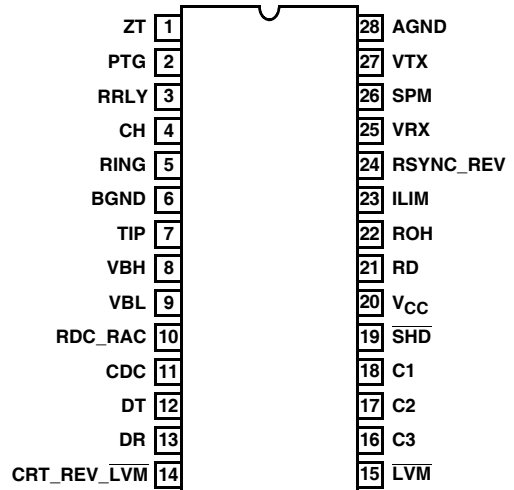 ZT 1 28 AGND
PTG 2 27 VTX
RRLY 3 26 SPM
CH 4 25 VRX
RING 5 24 RSYNC_REV
BGND 6 23 ILIM
TIP 7 22 ROH
VBH 8 21 RD
VBL 9 20 VCC
RDC_RAC 10 19 SHD
CDC 11 18 C1
DT 12 17 C2
DR 13 16 C3
CRT_REV_LVM 14 15 LVM